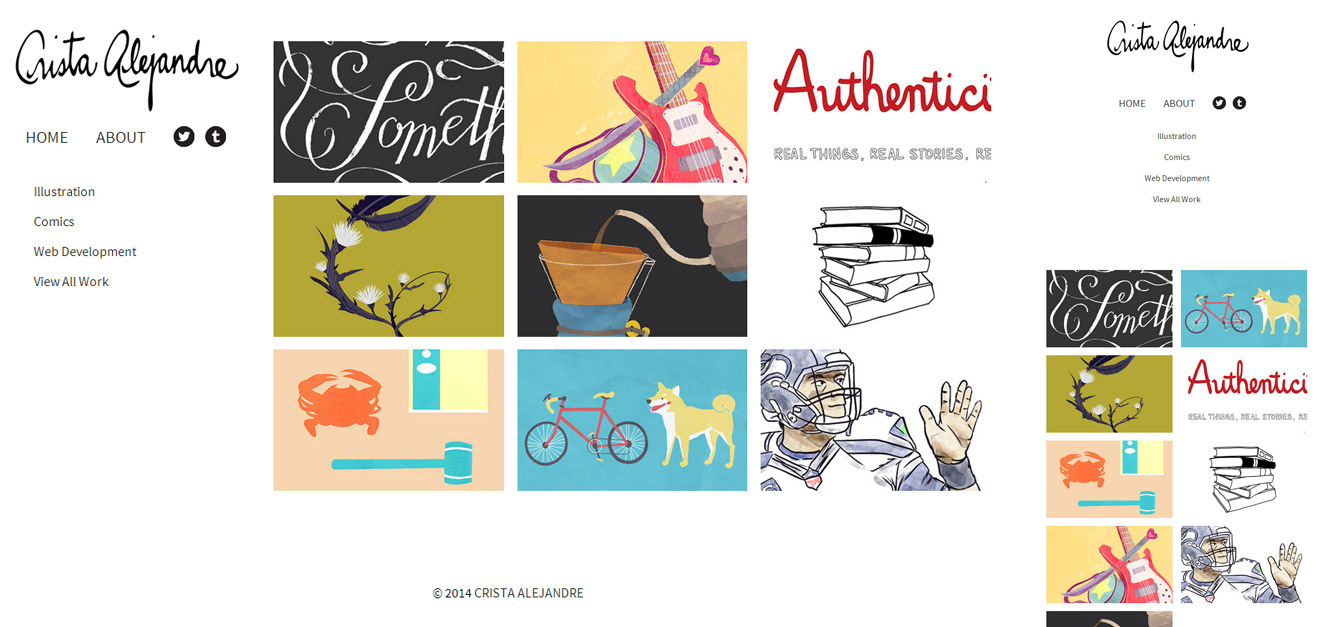 Crista Alejandre
HOME ABOUT
Illustration
Comics
Web Development
View All Work
Someth
Authentici
REAL THINGS, REAL STORIES, RE
© 2014 CRISTA ALEJANDRE
Crista Alejandre
HOME ABOUT
Illustration
Comics
Web Development
View All Work
Someth
Authentici
REAL THINGS, REAL STORIES, RE